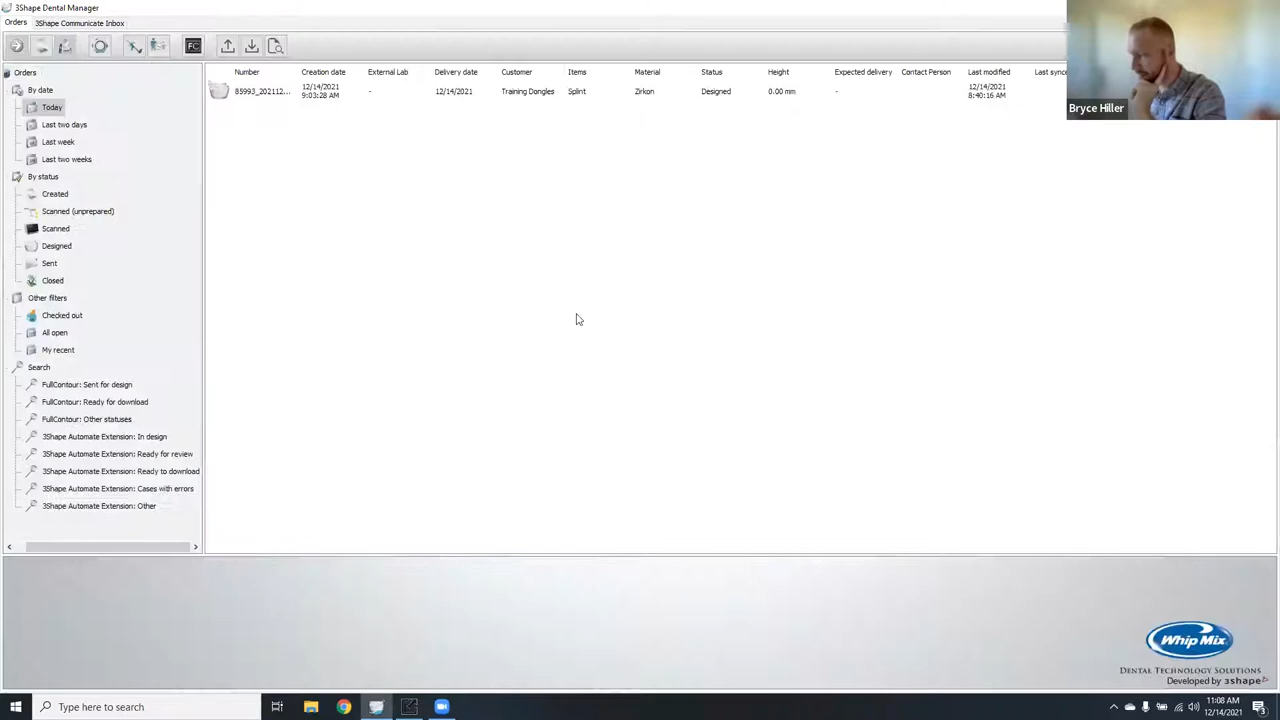 3Shape Dental Manager
Orders 3Shape Communicate Inbox
FC
Bryce Hiller
Orders
By date
Today
Last two days
Last week
Last two weeks
By status
Created
Scanned (unprepared)
Scanned
Designed
Sent
Closed
Other filters
Checked out
All open
My recent
Search
FullContour: Sent for design
FullContour: Ready for download
FullContour: Other statuses
3Shape Automate Extension: In design
3Shape Automate Extension: Ready for review
3Shape Automate Extension: Ready to download
3Shape Automate Extension: Cases with errors
3Shape Automate Extension: Other
Number Creation date External Lab Delivery date Customer Items Material Status Height Expected delivery Contact Person Last modified Last sync
85993_202112... 12/14/2021 9:03:28 AM - 12/14/2021 Training Dongles Splint Zirkon Designed 0.00 mm - 12/14/2021 8:40:16 AM
Whip Mix
DENTAL TECHNOLOGY SOLUTIONS
Developed by 3shape
Type here to search
11:08 AM
12/14/2021
3